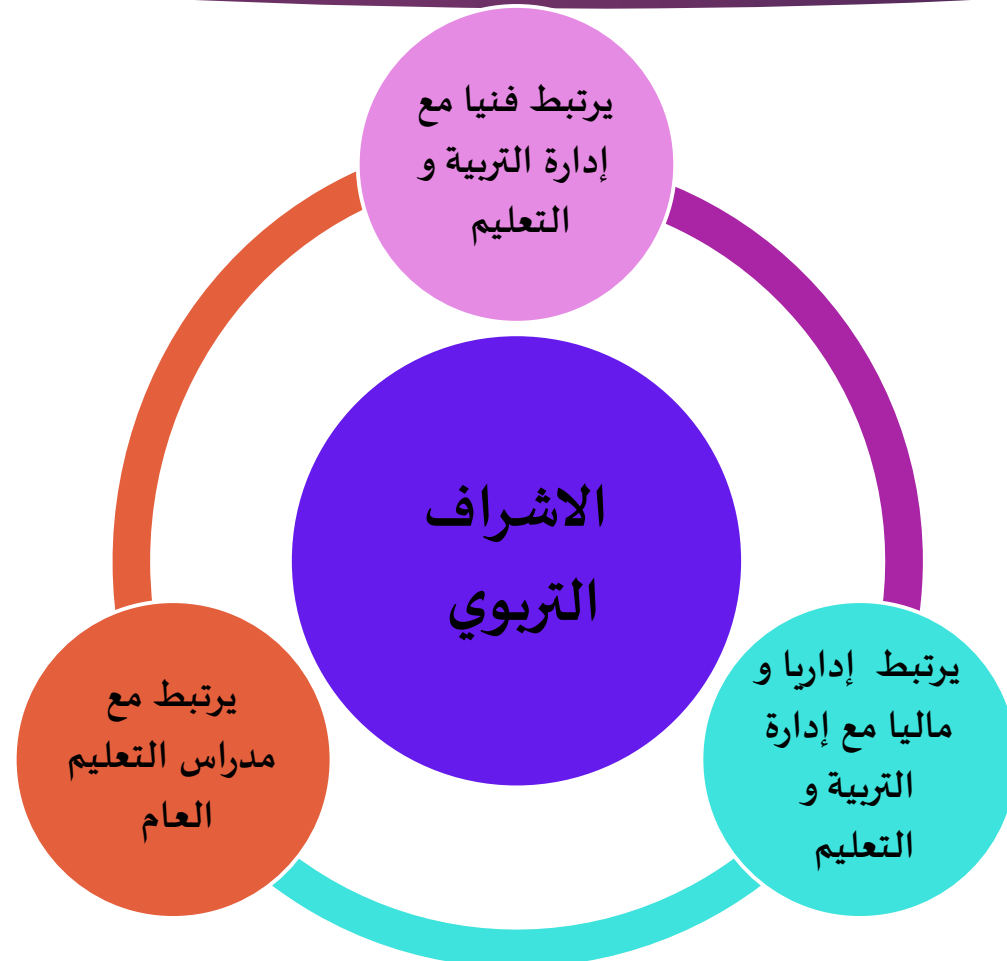 يرتبط فنيا مع
إدارة التربية و
التعليم
الاشراف
التربوي
يرتبط إداريا و
ماليا مع إدارة
التربية و
التعليم
يرتبط مع
مدراس التعليم
العام